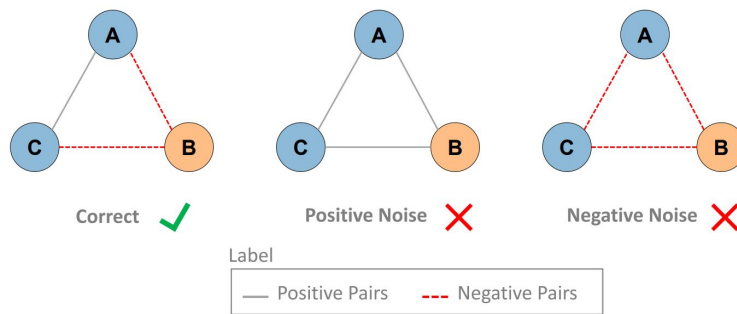 A
A
A
C
B
C
B
C
B
Correct
Positive Noise
Negative Noise
Label
Positive Pairs
Negative Pairs